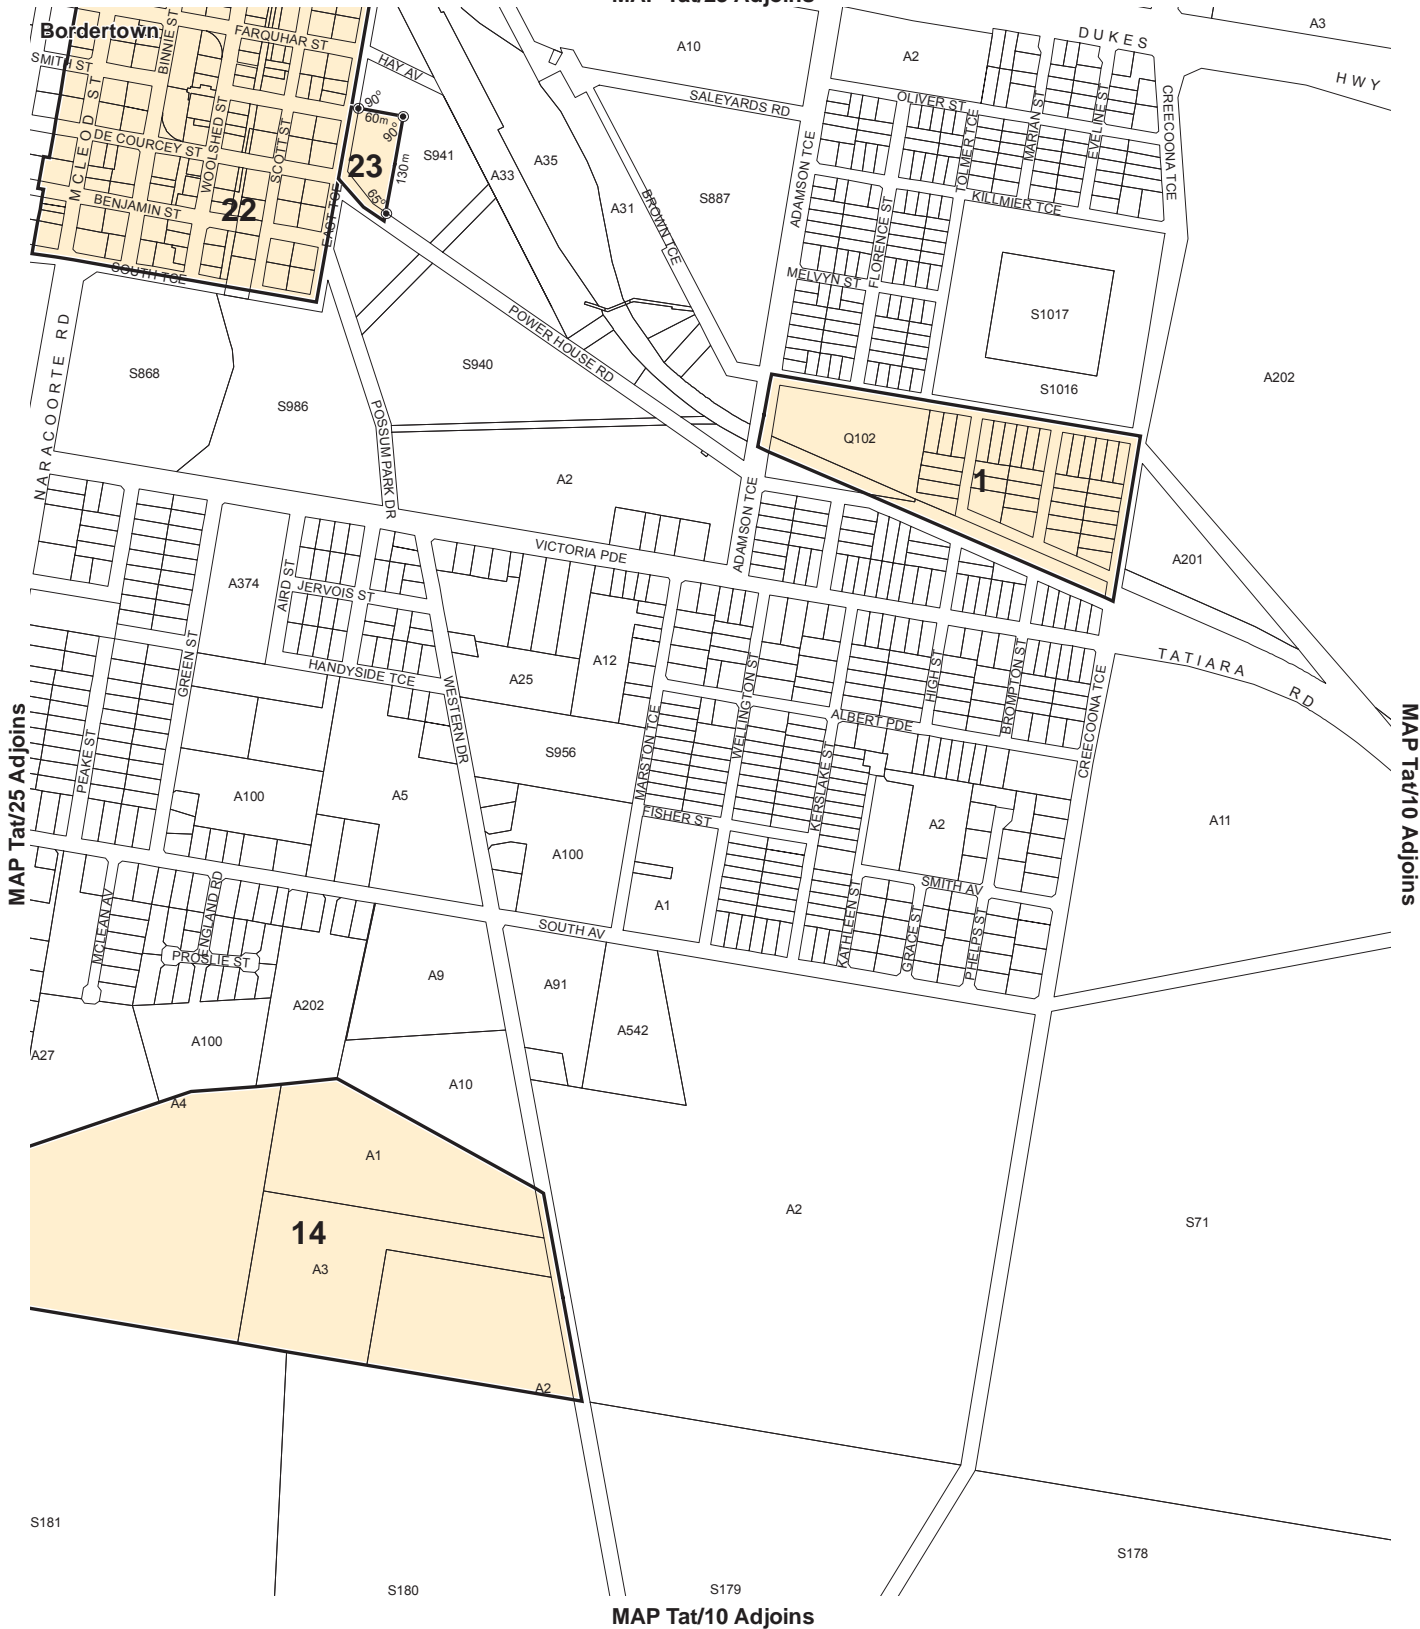 MAP Tat/23 Adjoins
Bordertown
BINNIE ST
FARQUHAR ST
SMITH ST
HAY AV
A10
A2
DUKES
A3
HWY
MCLEOD ST
WOOLSHED ST
SCOTT ST
DE COURCEY ST
BENJAMIN ST
22
EAST TCE
SOUTH TCE
90°
60m
90°
23
130m
65°
S941
A33
A35
A31
BROWN TCE
S887
SALEYARDS RD
ADAMSON TCE
OLIVER ST
TOLMER TCE
MARIAN ST
EVELINE ST
CREECOONA TCE
KILLMIER TCE
FLORENCE ST
MELVYN ST
S1017
S1016
A202
NARACOORTE RD
S868
S986
POSSUM PARK DR
S940
POWER HOUSE RD
A2
Q102
1
ADAMSON TCE
A201
VICTORIA PDE
A374
AIRD ST
JERVOIS ST
GREEN ST
HANDYSIDE TCE
WESTERN DR
A25
A12
S956
MARSTON TCE
WELLINGTON ST
HIGH ST
BROMPTON ST
ALBERT PDE
CREECOONA TCE
TATIARA RD
PEAKE ST
A100
A5
A100
FISHER ST
KERSLAKE ST
A2
A11
MAP Tat/25 Adjoins
MAP Tat/10 Adjoins
A1
SMITH AV
MCLEAN AV
ENGLAND RD
PROSLIE ST
SOUTH AV
KATHLEEN ST
GRACE ST
PHELPS ST
A9
A91
A202
A542
A27
A100
A10
A4
A1
14
A3
A2
A2
S71
S181
S180
S179
S178
MAP Tat/10 Adjoins